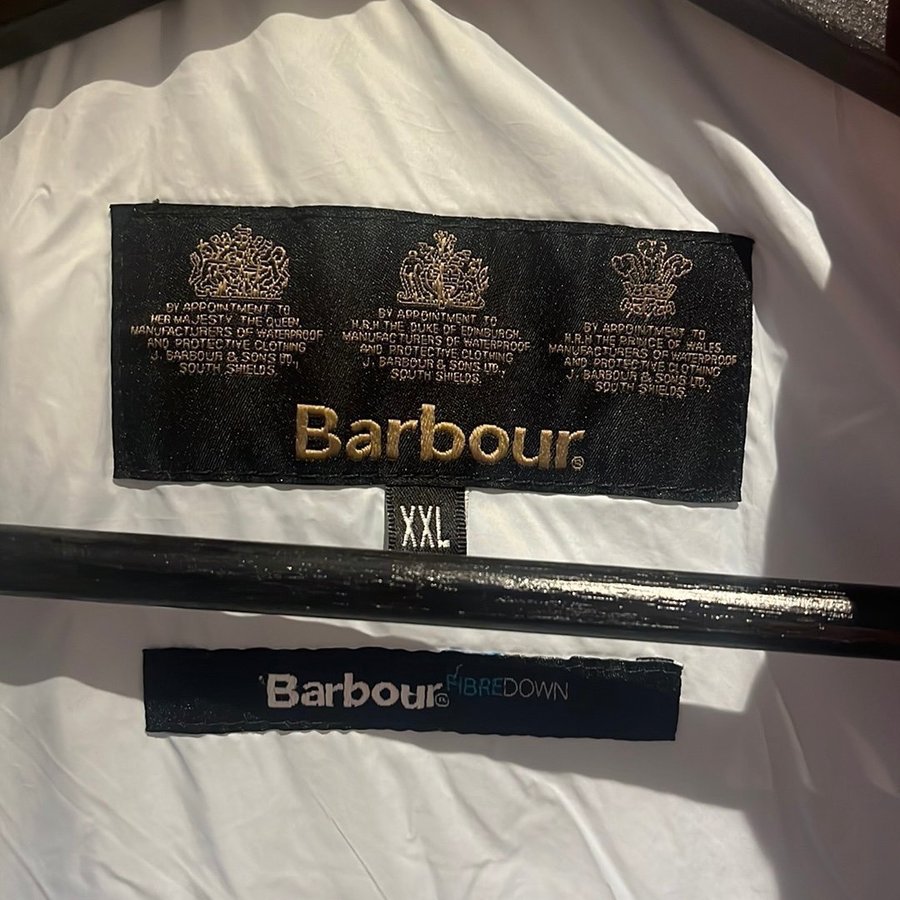 BY APPOINTMENT TO
HER MAJESTY THE QUEEN
MANUFACTURERS OF WATERPROOF
AND PROTECTIVE CLOTHING
J. BARBOUR & SONS LTD,
SOUTH SHIELDS.
BY APPOINTMENT TO
H.R.H THE DUKE OF EDINBURGH
MANUFACTURERS OF WATERPROOF
AND PROTECTIVE CLOTHING
J. BARBOUR & SONS LTD.
SOUTH SHIELDS.
BY APPOINTMENT TO
H.R.H THE PRINCE OF WALES
MANUFACTURERS OF WATERPROOF
AND PROTECTIVE CLOTHING
J. BARBOUR & SONS LTD.
SOUTH SHIELDS.
Barbour®
XXL
Barbour® FIBREDOWN